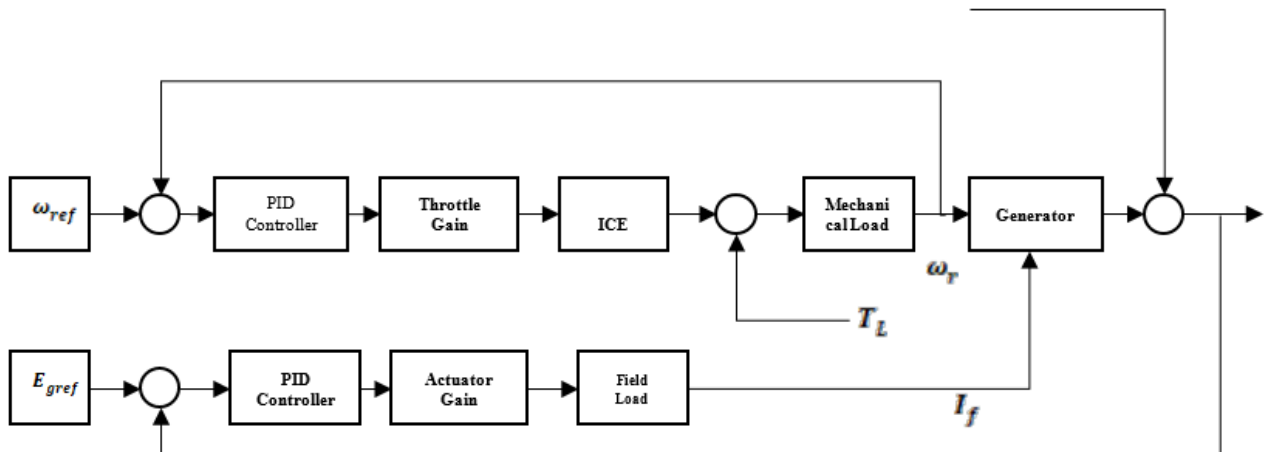 ω_ref
PID
Controller
Throttle
Gain
ICE
Mechani
cal Load
Generator
ω_r
T_L
E_gref
PID
Controller
Actuator
Gain
Field
Load
I_f